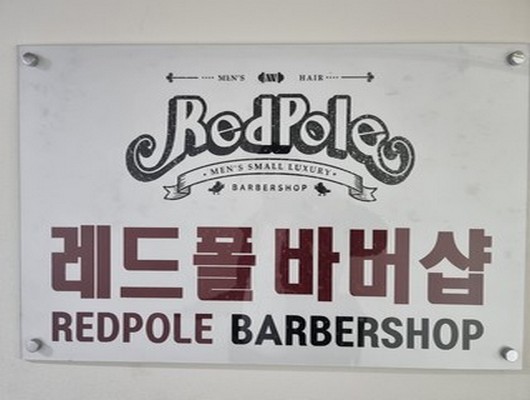 MEN'S HAIR
RedPole
• MEN'S SMALL LUXURY •
BARBERSHOP
레드폴 바버샵
REDPOLE BARBERSHOP